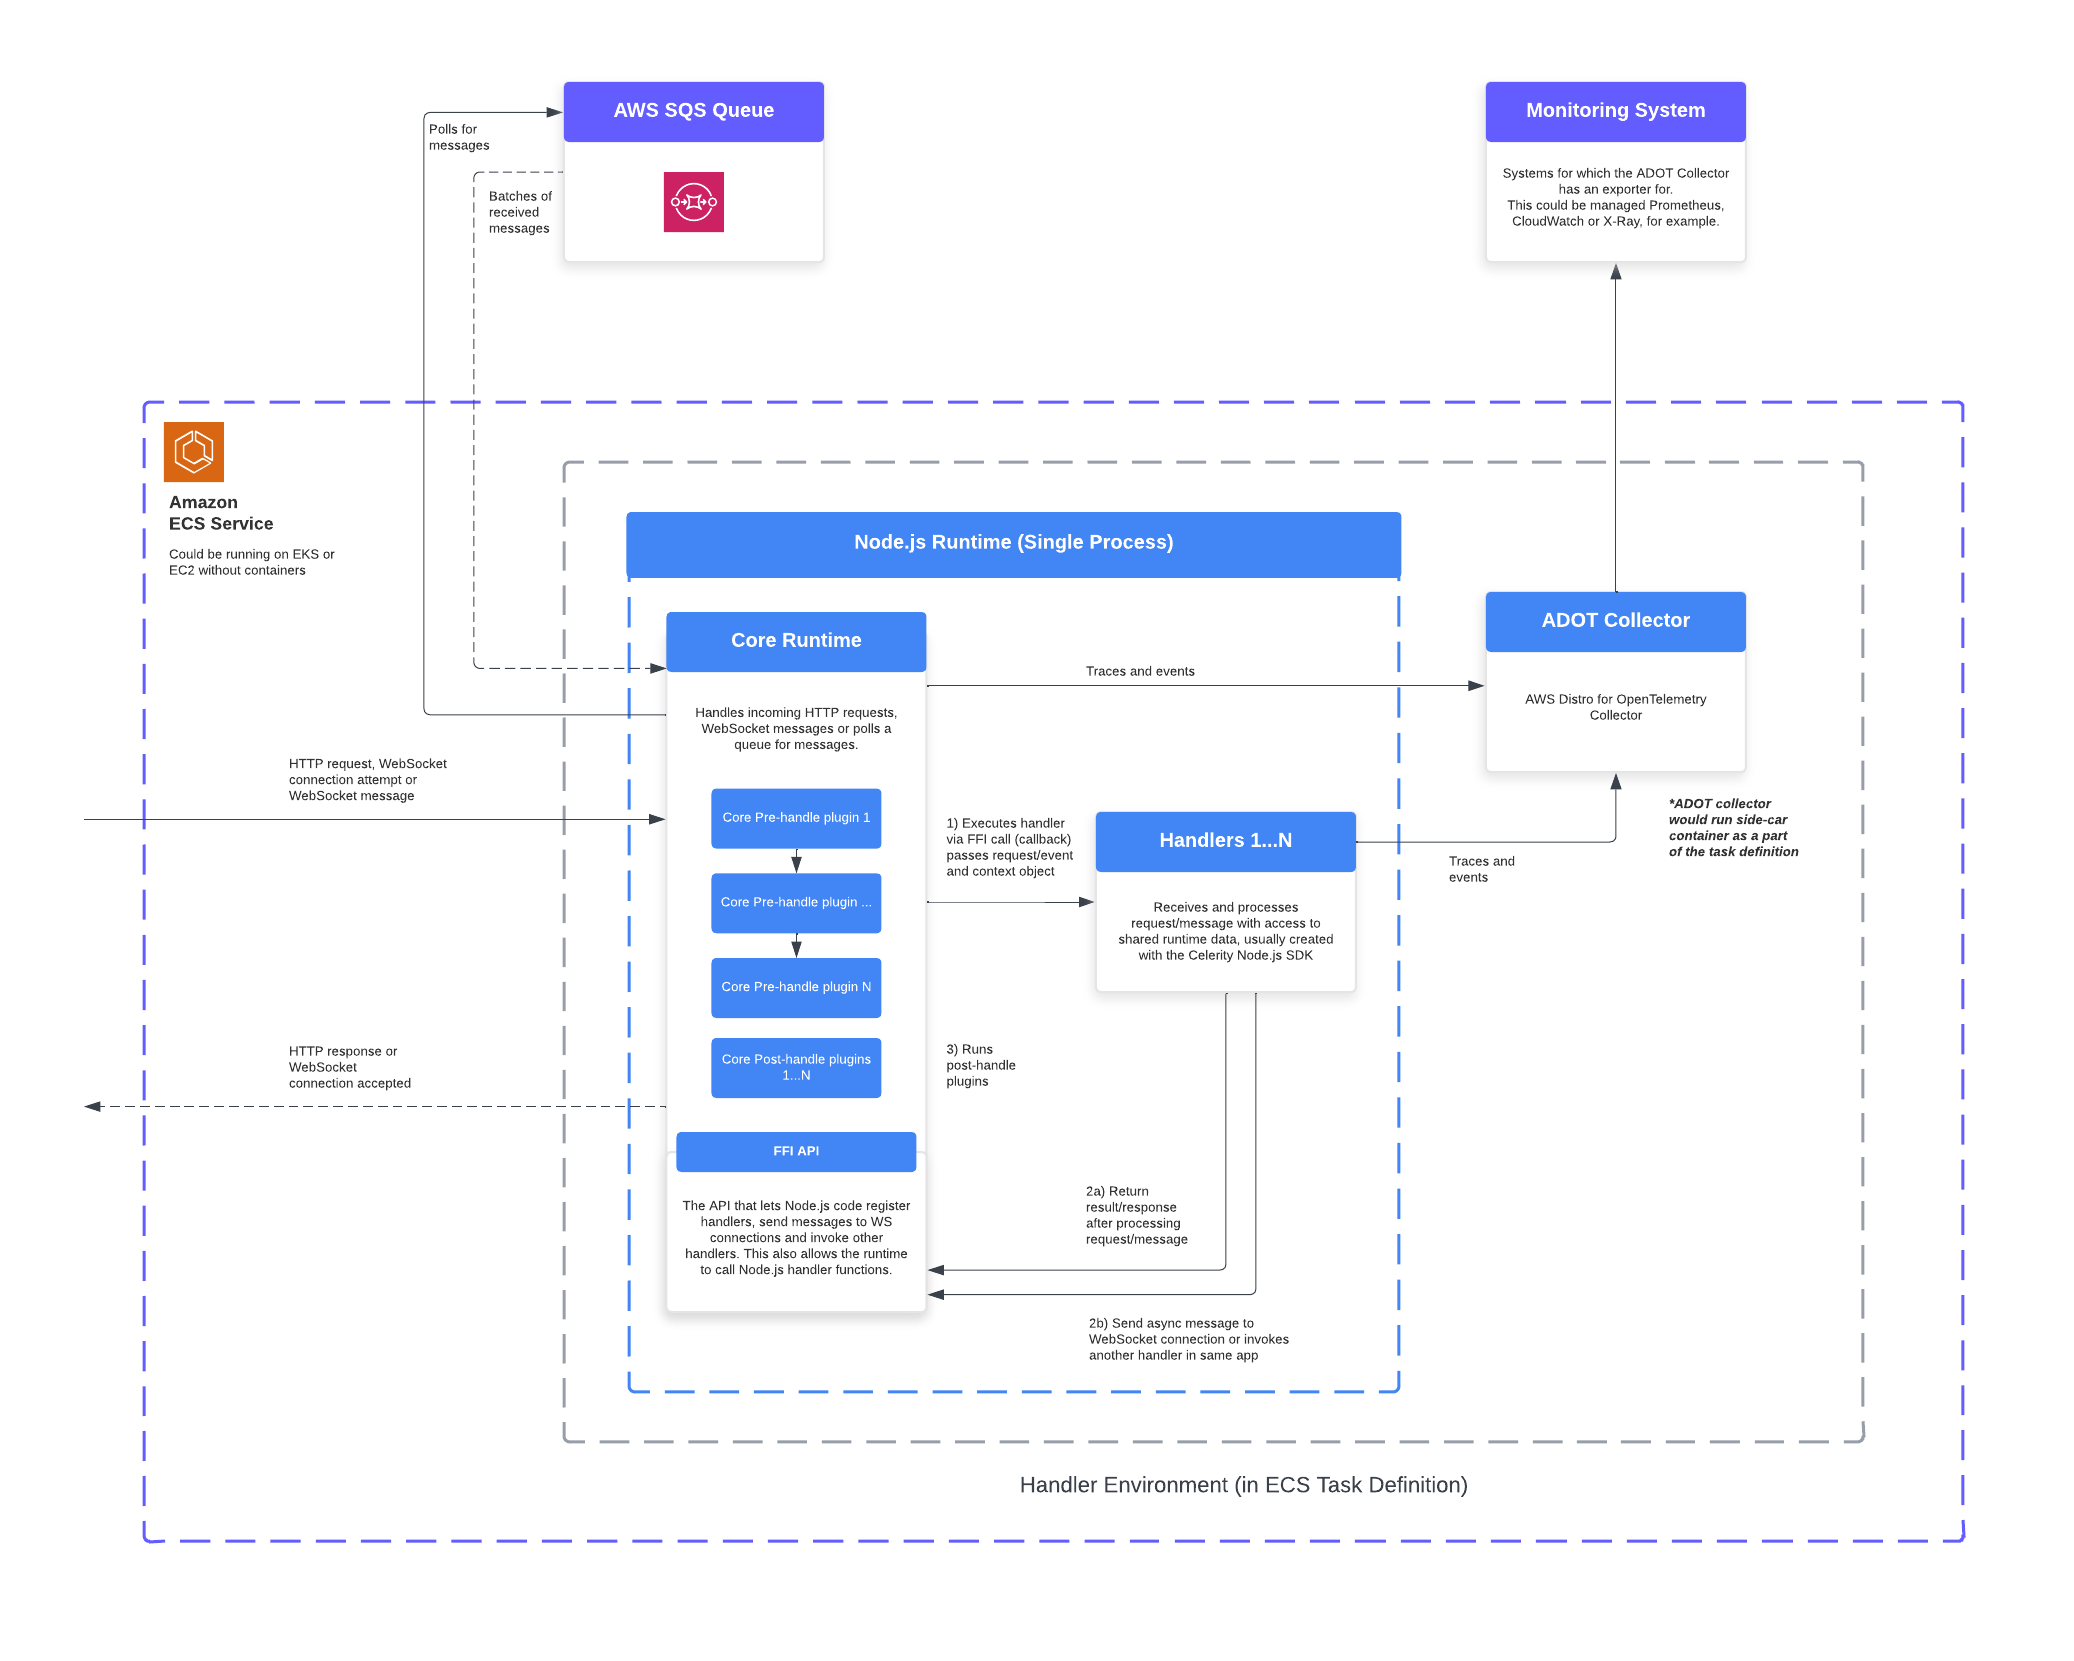 AWS SQS Queue
Polls for
messages
Batches of
received
messages
Monitoring System
Systems for which the ADOT Collector
has an exporter for.
This could be managed Prometheus,
CloudWatch or X-Ray, for example.
Amazon
ECS Service
Could be running on EKS or
EC2 without containers
Node.js Runtime (Single Process)
Core Runtime
Handles incoming HTTP requests,
WebSocket messages or polls a
queue for messages.
Traces and events
ADOT Collector
AWS Distro for OpenTelemetry
Collector
*ADOT collector
would run side-car
container as a part
of the task definition
HTTP request, WebSocket
connection attempt or
WebSocket message
Core Pre-handle plugin 1
Core Pre-handle plugin ...
Core Pre-handle plugin N
Core Post-handle plugins
1...N
1) Executes handler
via FFI call (callback)
passes request/event
and context object
Handlers 1...N
Receives and processes
request/message with access to
shared runtime data, usually created
with the Celerity Node.js SDK
Traces and
events
HTTP response or
WebSocket
connection accepted
3) Runs
post-handle
plugins
FFI API
The API that lets Node.js code register
handlers, send messages to WS
connections and invoke other
handlers. This also allows the runtime
to call Node.js handler functions.
2a) Return
result/response
after processing
request/message
2b) Send async message to
WebSocket connection or invokes
another handler in same app
Handler Environment (in ECS Task Definition)